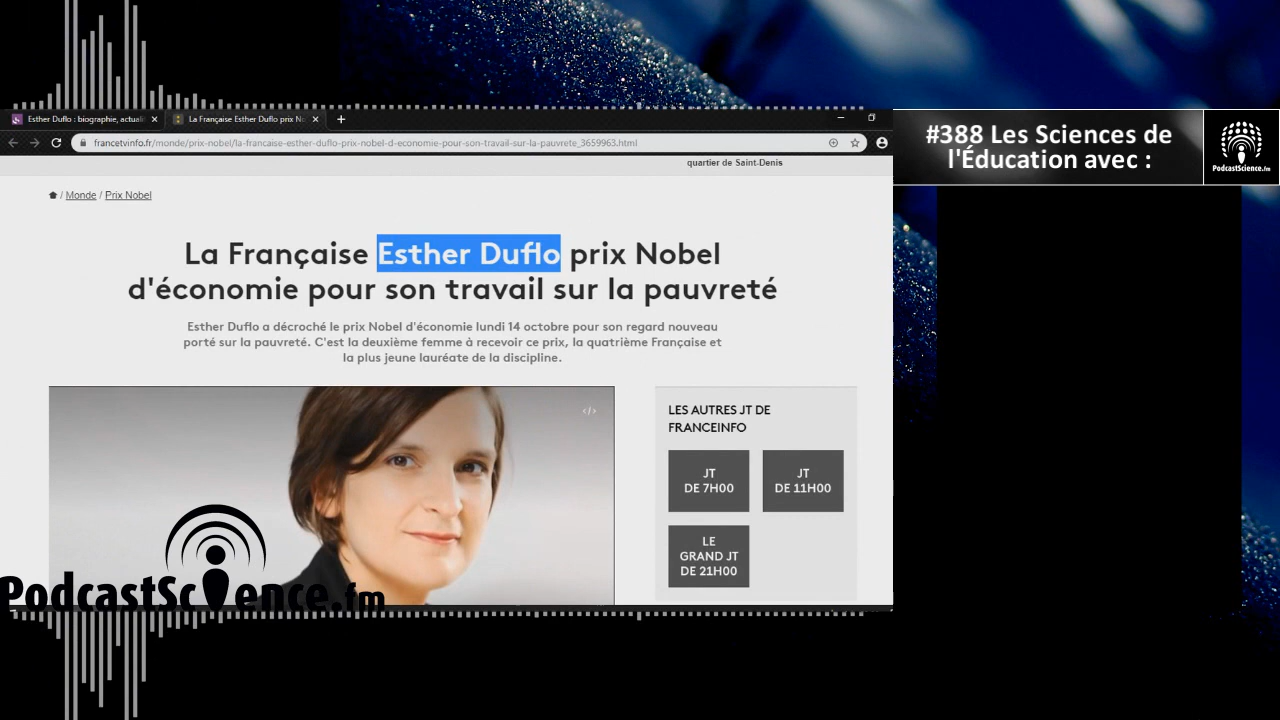 Esther Duflo : biographie, actuali
La Française Esther Duflo prix No
francetvinfo.fr/monde/prix-nobel/la-francaise-esther-duflo-prix-nobel-d-economie-pour-son-travail-sur-la-pauvrete_3659963.html
quartier de Saint-Denis
/ Monde / Prix Nobel
La Française Esther Duflo prix Nobel
d'économie pour son travail sur la pauvreté
Esther Duflo a décroché le prix Nobel d'économie lundi 14 octobre pour son regard nouveau
porté sur la pauvreté. C'est la deuxième femme à recevoir ce prix, la quatrième Française et
la plus jeune lauréate de la discipline.
</>
LES AUTRES JT DE
FRANCEINFO
JT
DE 7H00
JT
DE 11H00
LE
GRAND JT
DE 21H00
PodcastScience.fm
#388 Les Sciences de
l'Éducation avec :
PodcastScience.fm